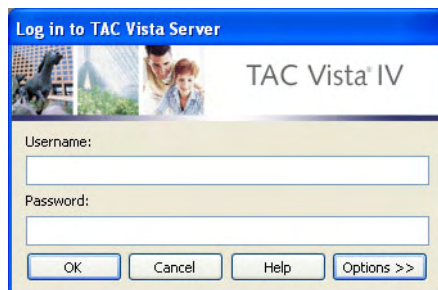 Log in to TAC Vista Server
TAC Vista® IV
Username:
Password:
OK Cancel Help Options >>